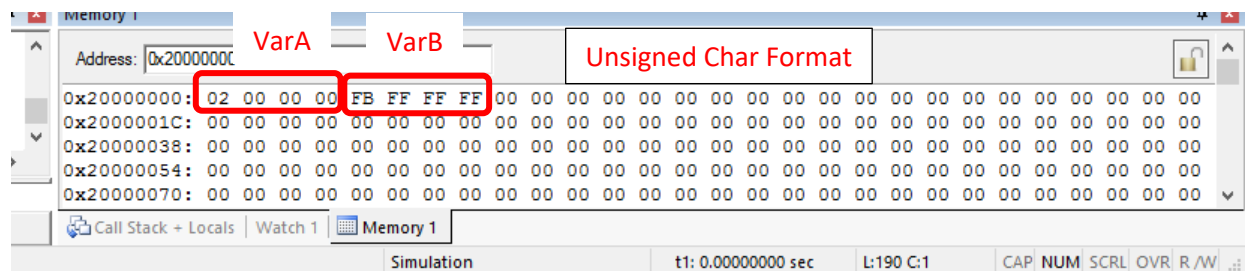 Memory 1
VarA VarB Unsigned Char Format
Address: 0x20000000
0x20000000: 02 00 00 00 FB FF FF FF 00 00 00 00 00 00 00 00 00 00 00 00 00 00 00 00 00 00 00 00
0x2000001C: 00 00 00 00 00 00 00 00 00 00 00 00 00 00 00 00 00 00 00 00 00 00 00 00 00 00 00 00
0x20000038: 00 00 00 00 00 00 00 00 00 00 00 00 00 00 00 00 00 00 00 00 00 00 00 00 00 00 00 00
0x20000054: 00 00 00 00 00 00 00 00 00 00 00 00 00 00 00 00 00 00 00 00 00 00 00 00 00 00 00 00
0x20000070: 00 00 00 00 00 00 00 00 00 00 00 00 00 00 00 00 00 00 00 00 00 00 00 00 00 00 00 00
Call Stack + Locals Watch 1 Memory 1
Simulation t1: 0.00000000 sec L:190 C:1 CAP NUM SCRL OVR R/W